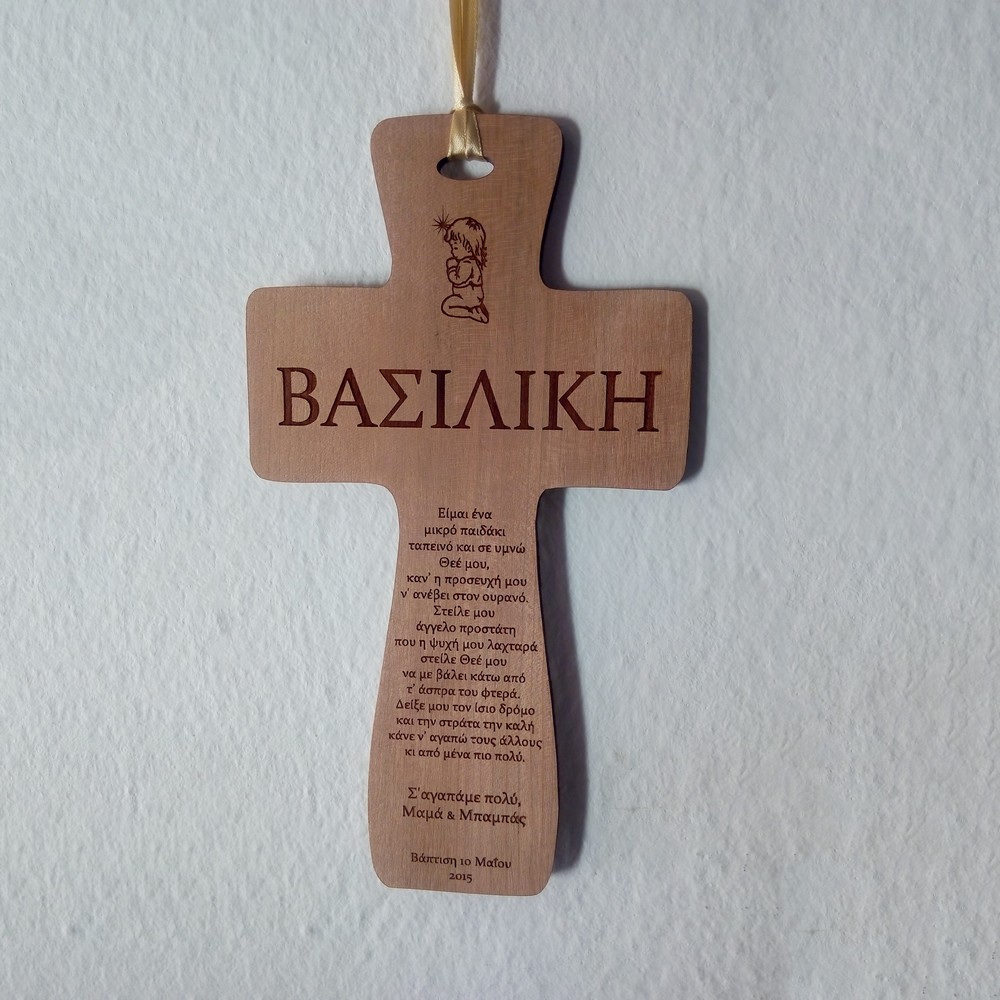 ΒΑΣΙΛΙΚΗ
Είμαι ένα
μικρό παιδάκι
ταπεινό και σε υμνώ
Θεέ μου,
καν' η προσευχή μου
ν' ανέβει στον ουρανό.
Στείλε μου
άγγελο προστάτη
που η ψυχή μου λαχταρά
στείλε Θεέ μου
να με βάλει κάτω από
τ' άσπρα του φτερά.
Δείξε μου τον ίσιο δρόμο
και την στράτα την καλή
κάνε ν' αγαπώ τους άλλους
κι από μένα πιο πολύ.
Σ'αγαπάμε πολύ,
Μαμά & Μπαμπάς
Βάπτιση 10 Μαΐου
2015